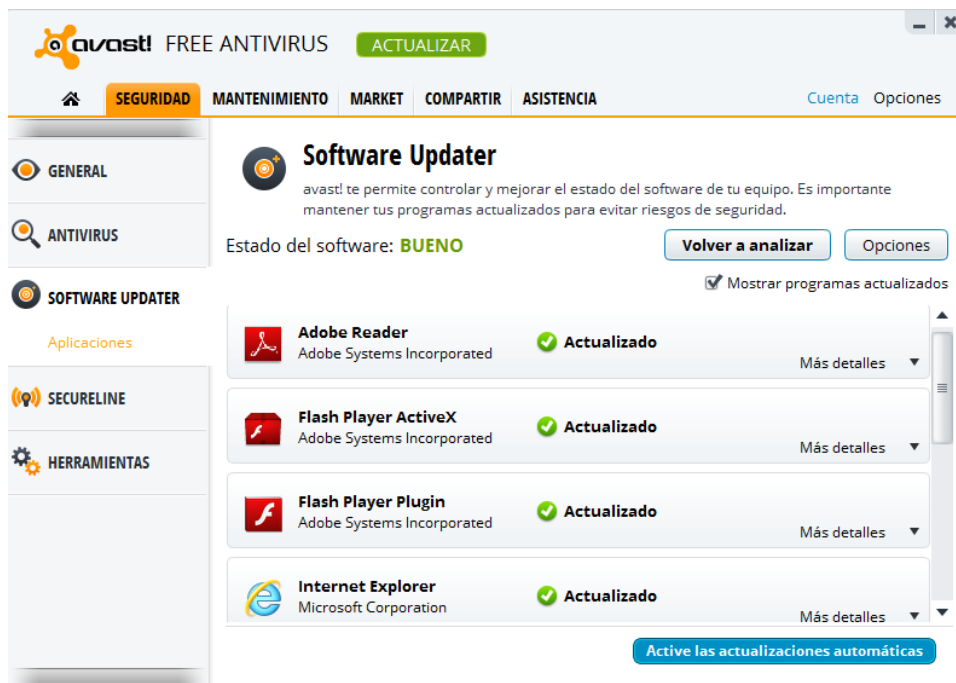 avast! FREE ANTIVIRUS ACTUALIZAR
SEGURIDAD MANTENIMIENTO MARKET COMPARTIR ASISTENCIA Cuenta Opciones
GENERAL
ANTIVIRUS
SOFTWARE UPDATER
Aplicaciones
SECURELINE
HERRAMIENTAS
Software Updater
avast! te permite controlar y mejorar el estado del software de tu equipo. Es importante
mantener tus programas actualizados para evitar riesgos de seguridad.
Estado del software: BUENO Volver a analizar Opciones
Mostrar programas actualizados
Adobe Reader
Adobe Systems Incorporated
Actualizado
Más detalles
Flash Player ActiveX
Adobe Systems Incorporated
Actualizado
Más detalles
Flash Player Plugin
Adobe Systems Incorporated
Actualizado
Más detalles
Internet Explorer
Microsoft Corporation
Actualizado
Más detalles
Active las actualizaciones automáticas